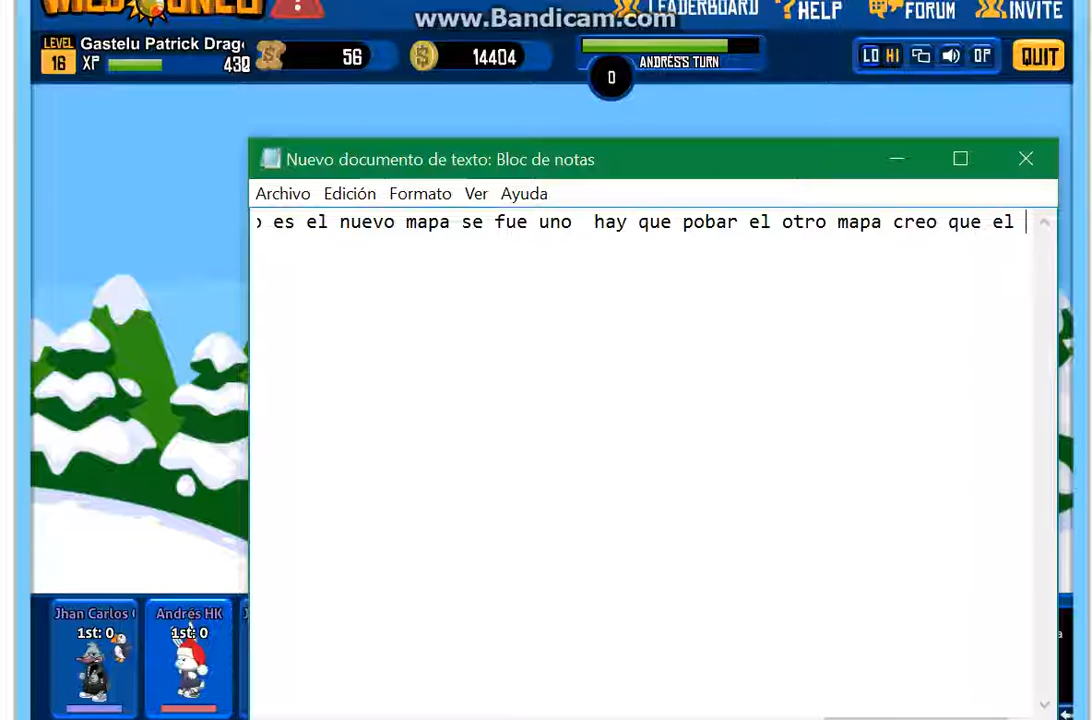 WILD ONES
www.Bandicam.com
LEADERBOARD
?HELP
FORUM
INVITE
LEVEL
16
Gastelu Patrick Drag
XP
430
56
14404
ANDRÉS'S TURN
0
LO HI
QUIT
Nuevo documento de texto: Bloc de notas
Archivo Edición Formato Ver Ayuda
es el nuevo mapa se fue uno hay que pobar el otro mapa creo que el
Jhan Carlos
1st: 0
Andrés HK
1st: 0